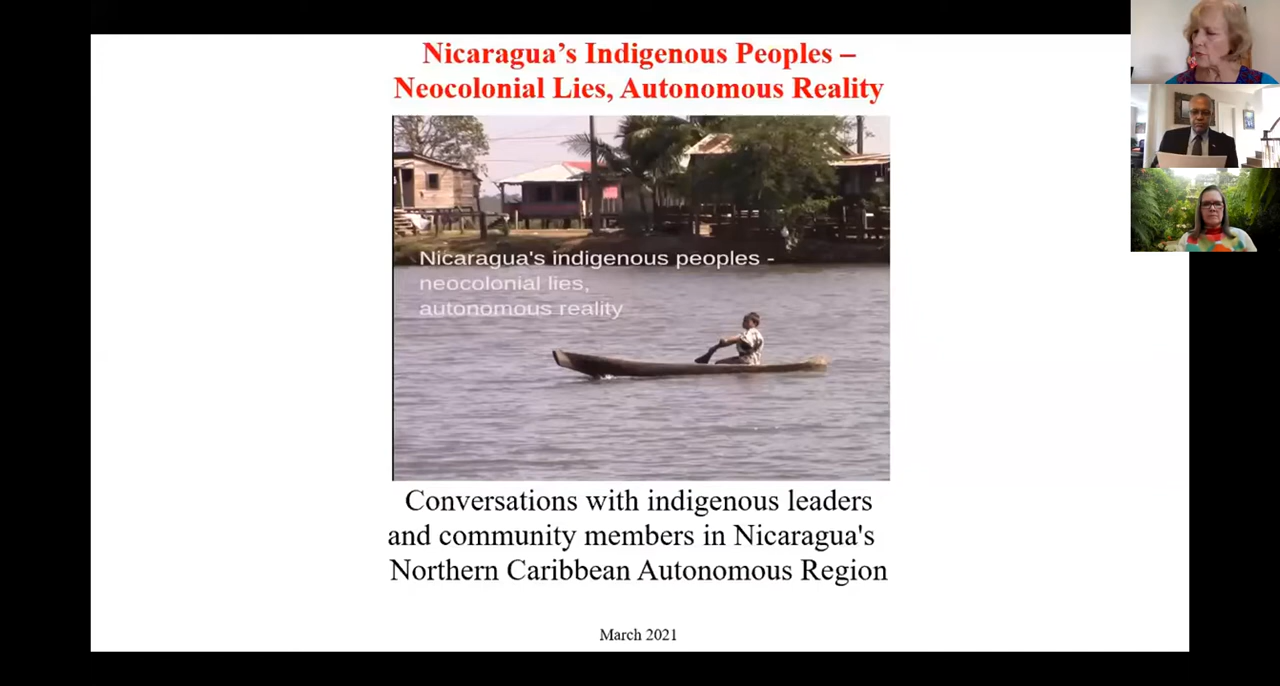 Nicaragua’s Indigenous Peoples –
Neocolonial Lies, Autonomous Reality
Nicaragua's indigenous peoples -
neocolonial lies,
autonomous reality
Conversations with indigenous leaders
and community members in Nicaragua's
Northern Caribbean Autonomous Region
March 2021